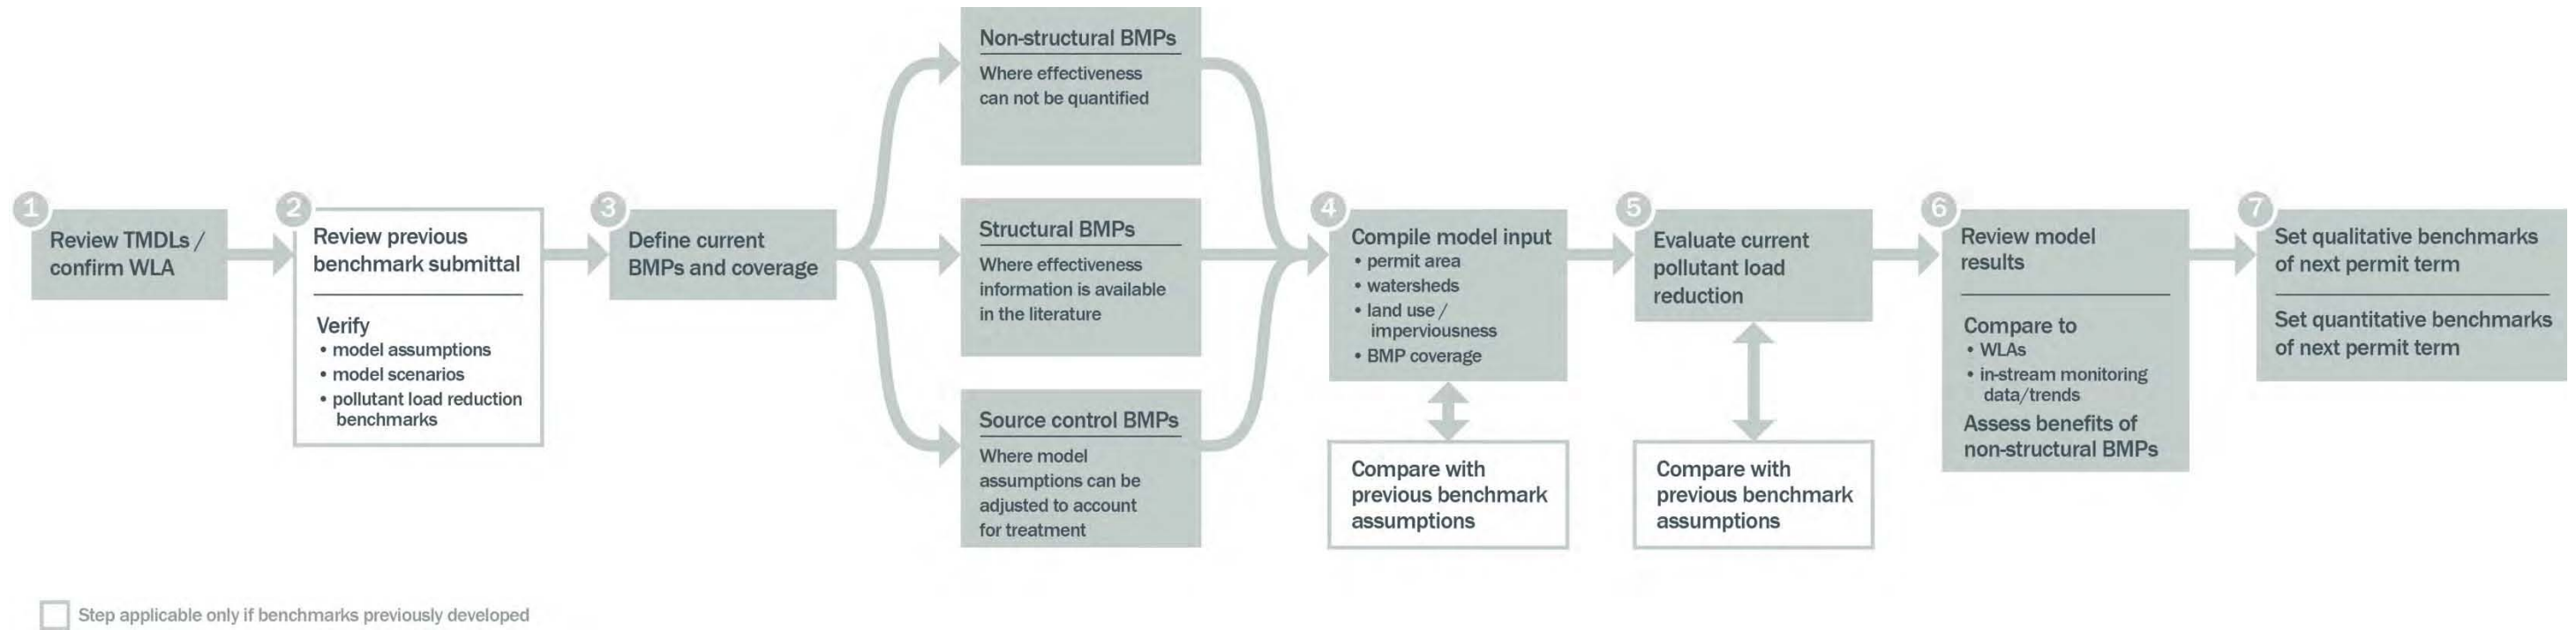 1
Review TMDLs /
confirm WLA
2
Review previous
benchmark submittal
Verify
• model assumptions
• model scenarios
• pollutant load reduction
benchmarks
3
Define current
BMPs and coverage
Non-structural BMPs
Where effectiveness
can not be quantified
Structural BMPs
Where effectiveness
information is available
in the literature
Source control BMPs
Where model
assumptions can be
adjusted to account
for treatment
4
Compile model input
• permit area
• watersheds
• land use /
imperviousness
• BMP coverage
Compare with
previous benchmark
assumptions
5
Evaluate current
pollutant load
reduction
Compare with
previous benchmark
assumptions
6
Review model
results
Compare to
• WLAs
• in-stream monitoring
data/trends
Assess benefits of
non-structural BMPs
7
Set qualitative benchmarks
of next permit term
Set quantitative benchmarks
of next permit term
Step applicable only if benchmarks previously developed